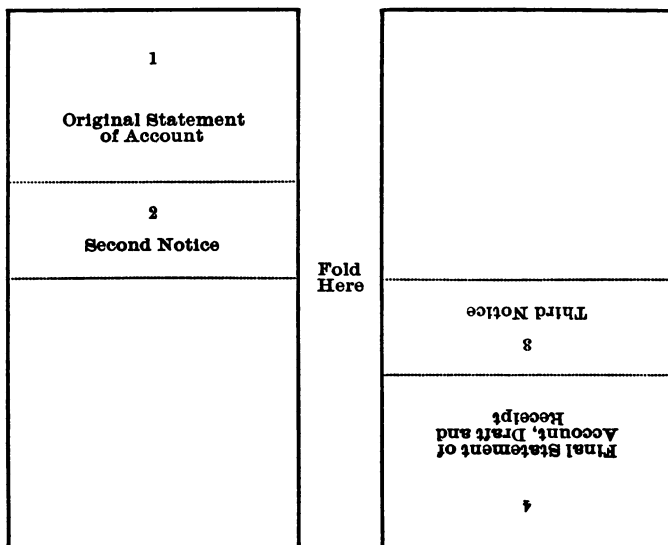 1
Original Statement
of Account
2
Second Notice
Fold
Here
Third Notice
3
Final Statement of
Account, Draft and
Receipt
4